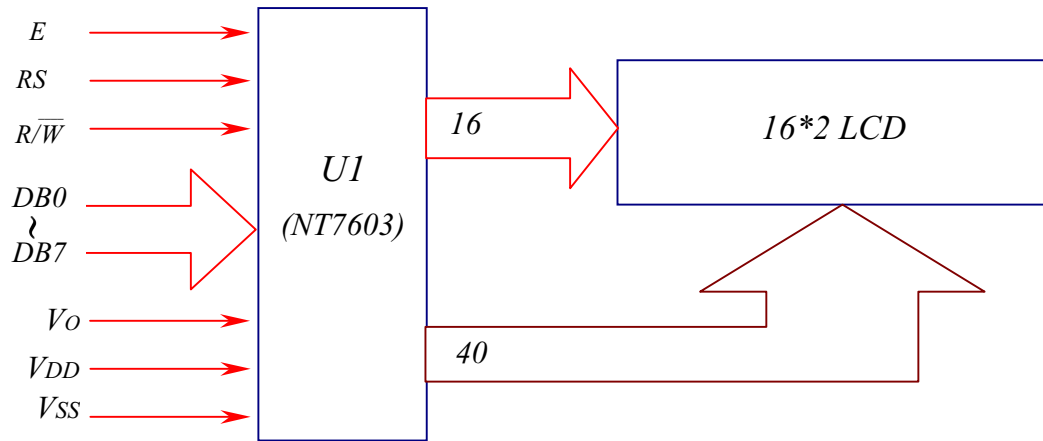 E
RS
R/W̅
DB0
~
DB7
VO
VDD
VSS
U1
(NT7603)
16
40
16*2 LCD